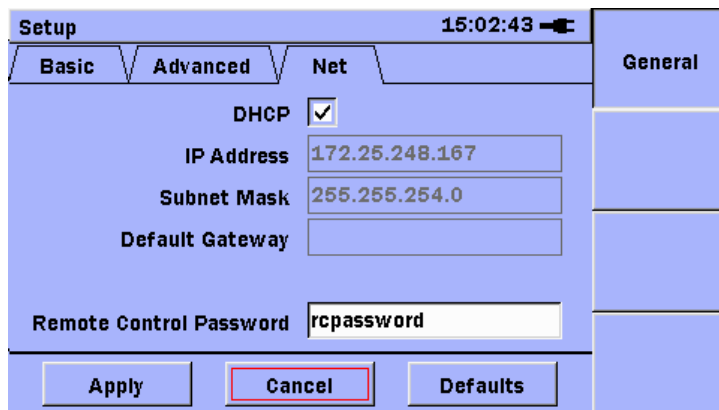 Setup 15:02:43
General
Basic Advanced Net
DHCP
IP Address 172.25.248.167
Subnet Mask 255.255.254.0
Default Gateway
Remote Control Password rcpassword
Apply Cancel Defaults